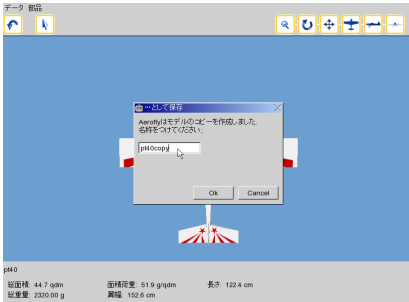 データ 部品
…として保存
Aeroflyはモデルのコピーを作成しました.
名称をつけてください:
pt40copy
Ok Cancel
pt40
総面積: 44.7 qdm 面積荷重: 51.9 g/qdm 長さ: 122.4 cm
総重量: 2320.00 g 翼幅: 152.6 cm